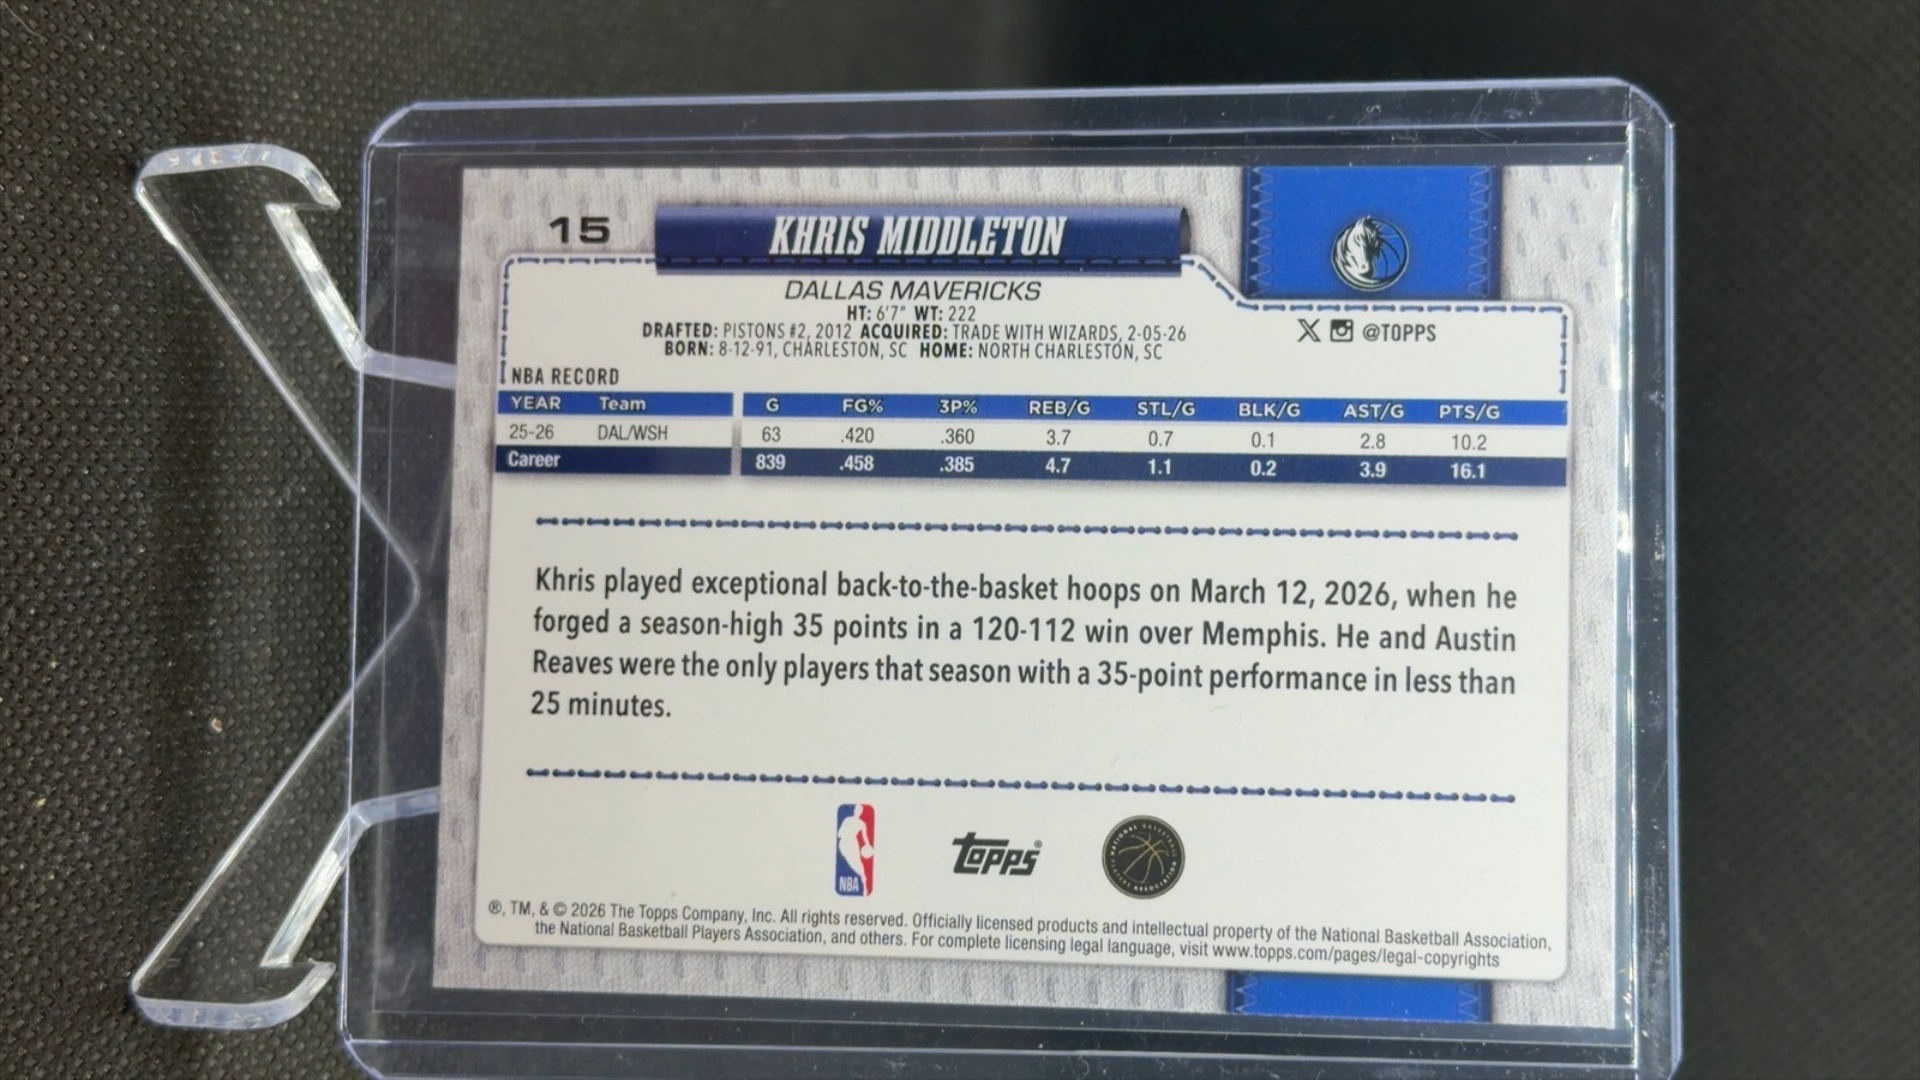 15
KHRIS MIDDLETON
DALLAS MAVERICKS
HT: 6'7" WT: 222
DRAFTED: PISTONS #2, 2012 ACQUIRED: TRADE WITH WIZARDS, 2-05-26
BORN: 8-12-91, CHARLESTON, SC HOME: NORTH CHARLESTON, SC
@TOPPS
NBA RECORD
YEAR Team G FG% 3P% REB/G STL/G BLK/G AST/G PTS/G
25-26 DAL/WSH 63 .420 .360 3.7 0.7 0.1 2.8 10.2
Career 839 .458 .385 4.7 1.1 0.2 3.9 16.1
Khris played exceptional back-to-the-basket hoops on March 12, 2026, when he
forged a season-high 35 points in a 120-112 win over Memphis. He and Austin
Reaves were the only players that season with a 35-point performance in less than
25 minutes.
NBA
Topps®
NATIONAL BASKETBALL PLAYERS ASSOCIATION
®, TM, & © 2026 The Topps Company, Inc. All rights reserved. Officially licensed products and intellectual property of the National Basketball Association,
the National Basketball Players Association, and others. For complete licensing legal language, visit www.topps.com/pages/legal-copyrights